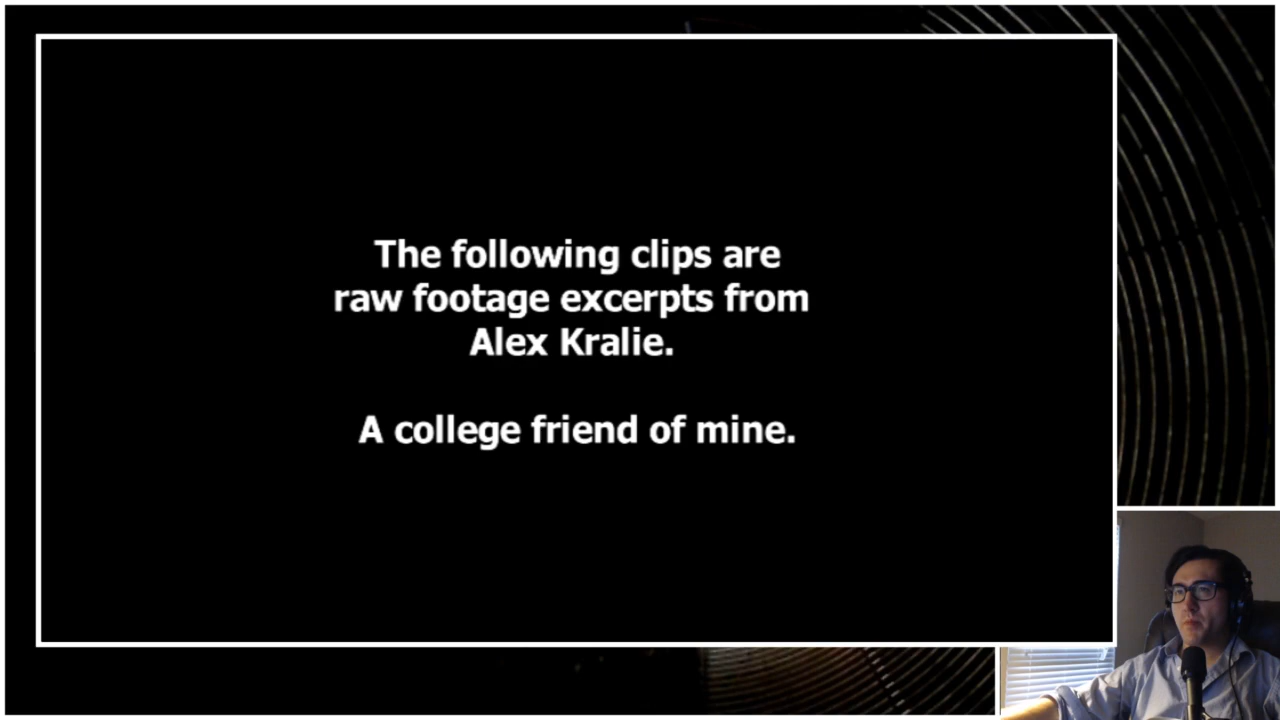 The following clips are
raw footage excerpts from
Alex Kralie.
A college friend of mine.